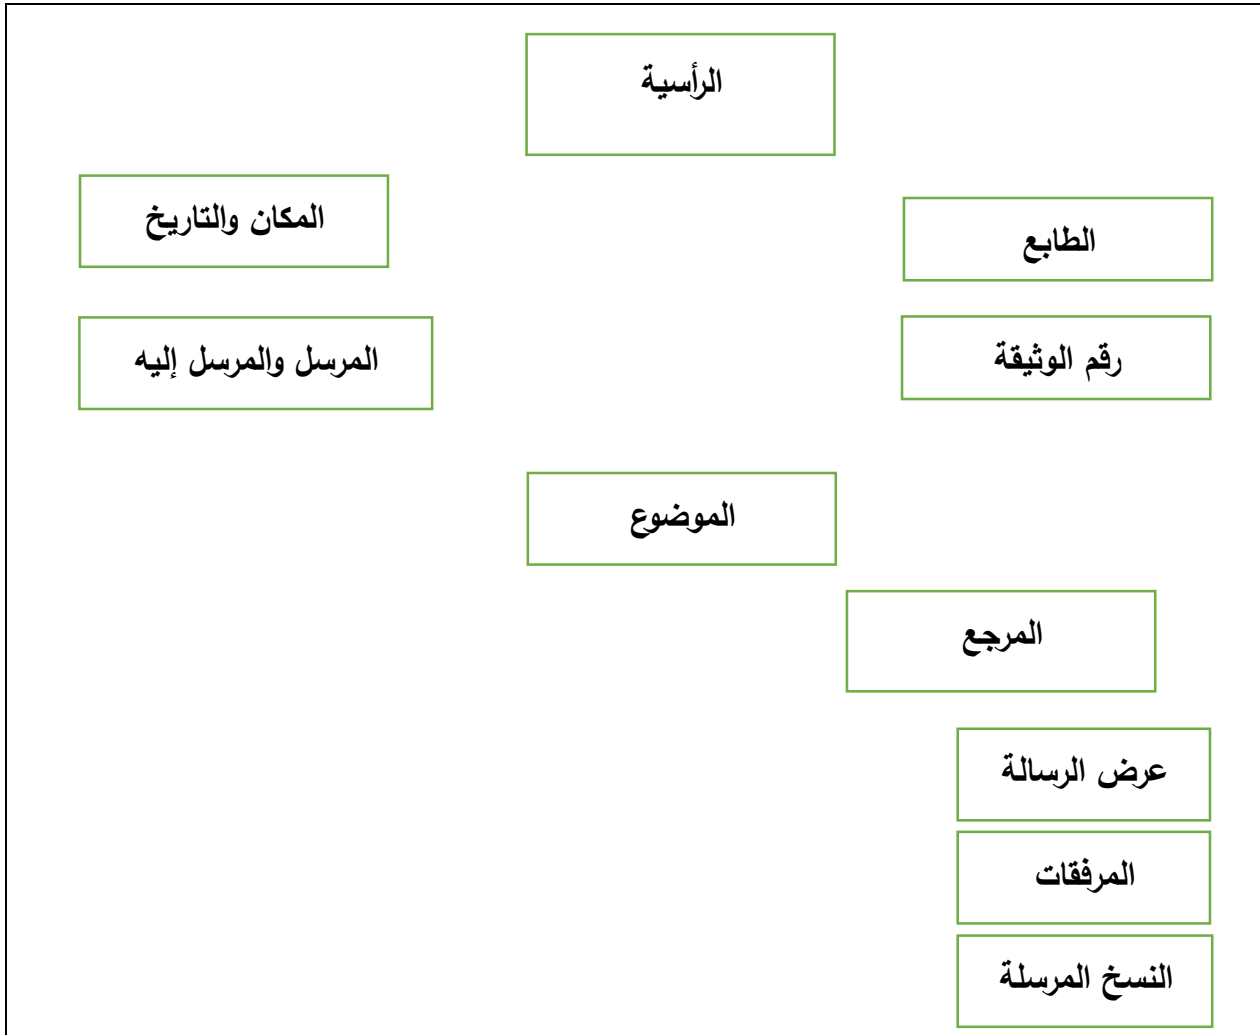 الرأسية
المكان والتاريخ
الطابع
المرسل والمرسل إليه
رقم الوثيقة
الموضوع
المرجع
عرض الرسالة
المرفقات
النسخ المرسلة